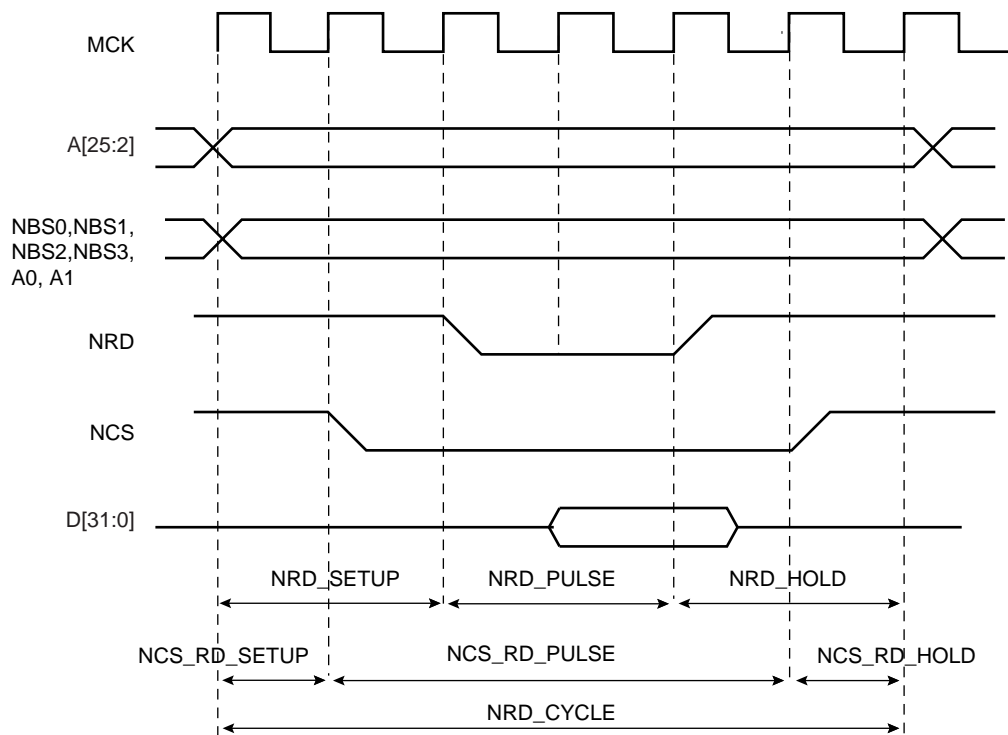 MCK
A[25:2]
NBS0,NBS1,
NBS2,NBS3,
A0, A1
NRD
NCS
D[31:0]
NRD_SETUP
NRD_PULSE
NRD_HOLD
NCS_RD_SETUP
NCS_RD_PULSE
NCS_RD_HOLD
NRD_CYCLE